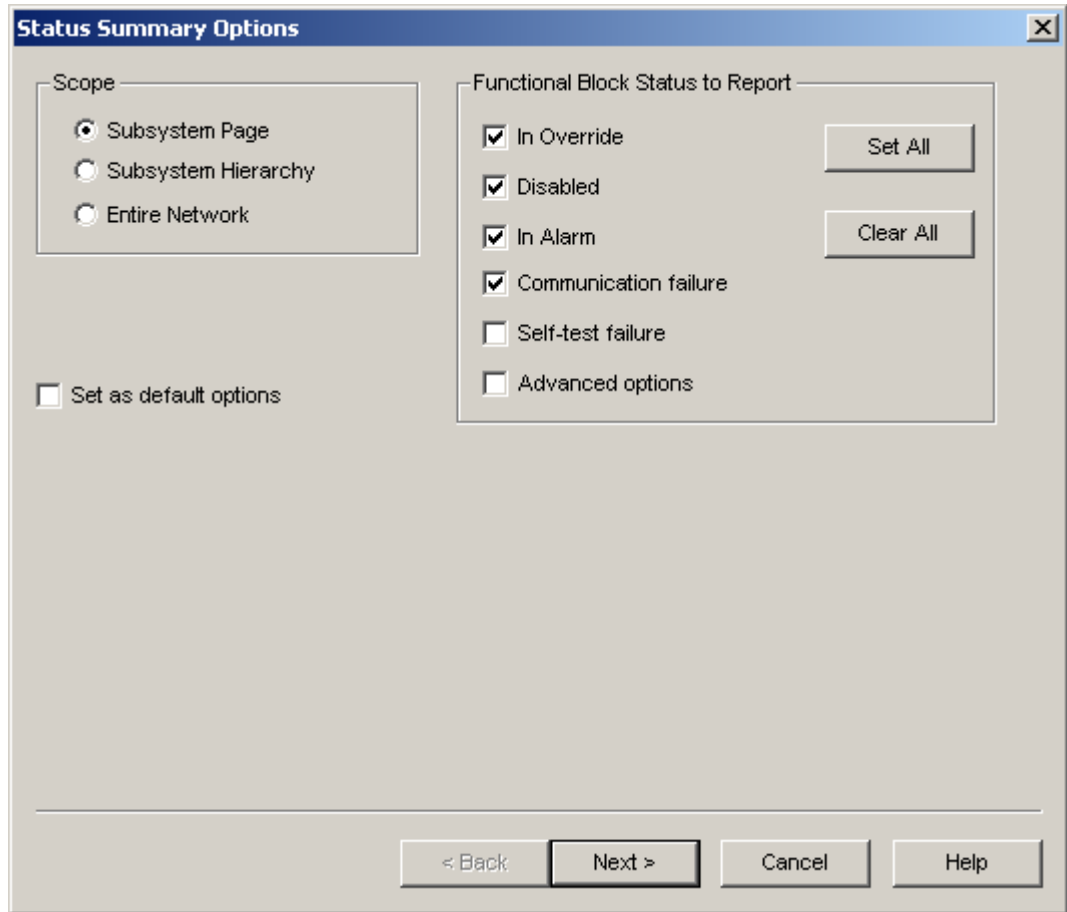 Status Summary Options
Scope
Subsystem Page
Subsystem Hierarchy
Entire Network
Set as default options
Functional Block Status to Report
In Override
Disabled
In Alarm
Communication failure
Self-test failure
Advanced options
Set All
Clear All
< Back
Next >
Cancel
Help